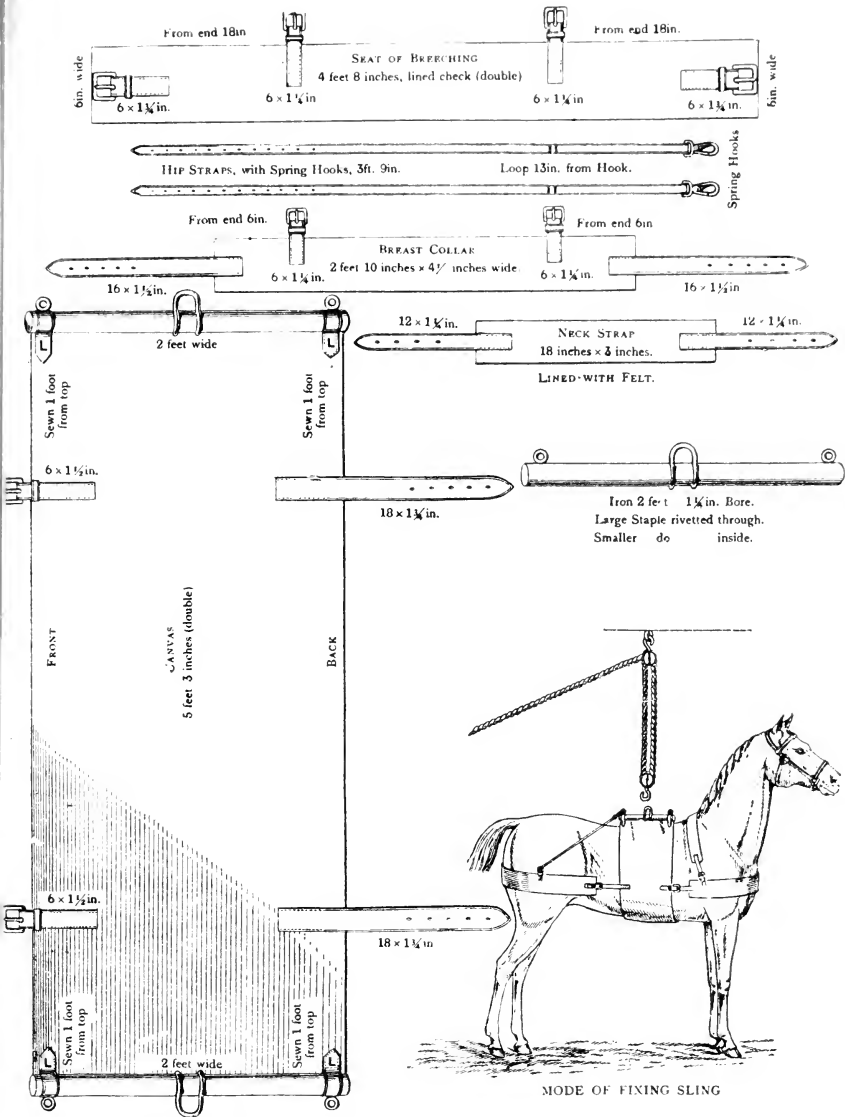 From end 18in
From end 18in.
6in. wide
SEAT OF BREECHING
4 feet 8 inches, lined check (double)
6in. wide
6 × 1¼in.
6 × 1¼in
6 × 1¼in
6 × 1¼in.
HIP STRAPS, with Spring Hooks, 3ft. 9in.
Loop 13in. from Hook.
Spring Hooks
From end 6in.
From end 6in
BREAST COLLAR
2 feet 10 inches × 4½ inches wide
16 × 1½in.
6 × 1¼in.
6 × 1¼in.
16 × 1½in
2 feet wide
L
L
Sewn 1 foot
from top
Sewn 1 foot
from top
12 × 1¼in.
12 × 1¼in.
NECK STRAP
18 inches × 3 inches.
LINED WITH FELT.
6 × 1½in.
18 × 1¾in.
Iron 2 feet 1¼in. Bore.
Large Staple rivetted through.
Smaller do inside.
FRONT
CANVAS
5 feet 3 inches (double)
BACK
6 × 1½in.
18 × 1¾in
Sewn 1 foot
from top
Sewn 1 foot
from top
L
L
2 feet wide
MODE OF FIXING SLING